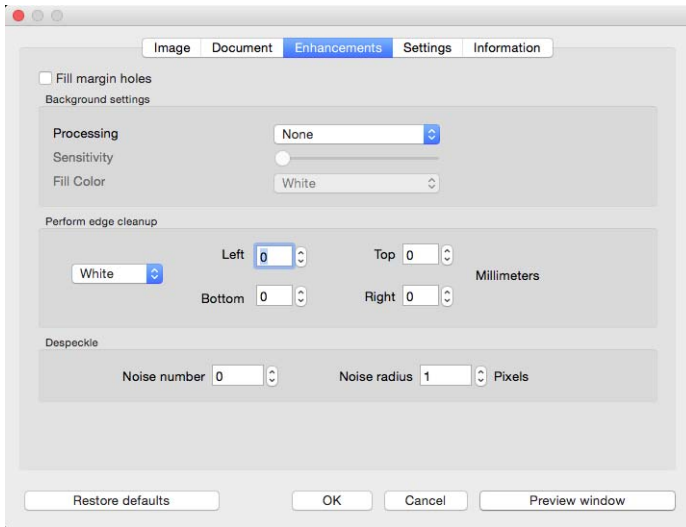 Image Document Enhancements Settings Information
Fill margin holes
Background settings
Processing None
Sensitivity
Fill Color White
Perform edge cleanup
Left 0 Top 0
White Millimeters
Bottom 0 Right 0
Despeckle
Noise number 0 Noise radius 1 Pixels
Restore defaults OK Cancel Preview window